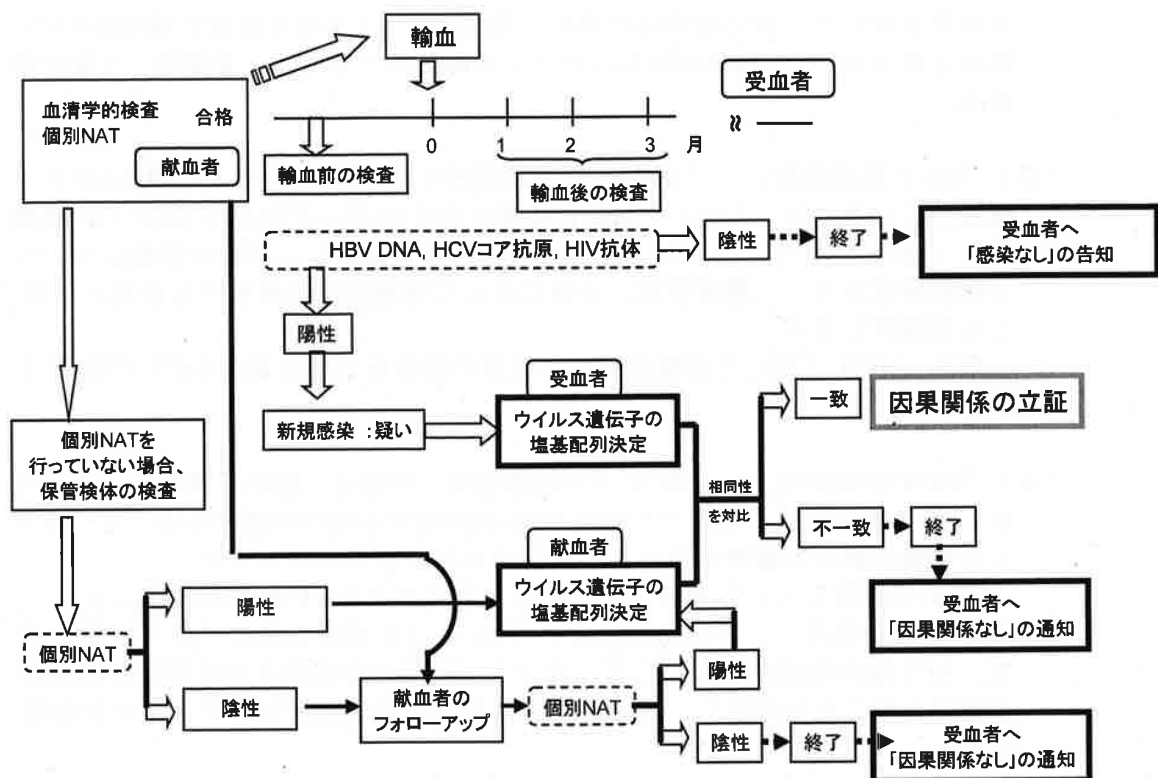 輸血
血清学的検査
個別NAT
合格
献血者
受血者
≈
0
1
2
3
月
輸血前の検査
輸血後の検査
HBV DNA, HCVコア抗原, HIV抗体
陰性
終了
受血者へ
「感染なし」の告知
陽性
新規感染 :疑い
受血者
ウイルス遺伝子の
塩基配列決定
一致
因果関係の立証
個別NATを
行っていない場合、
保管検体の検査
相同性
を対比
不一致
終了
献血者
ウイルス遺伝子の
塩基配列決定
受血者へ
「因果関係なし」の通知
個別NAT
陽性
陰性
献血者の
フォローアップ
個別NAT
陽性
陰性
終了
受血者へ
「因果関係なし」の通知